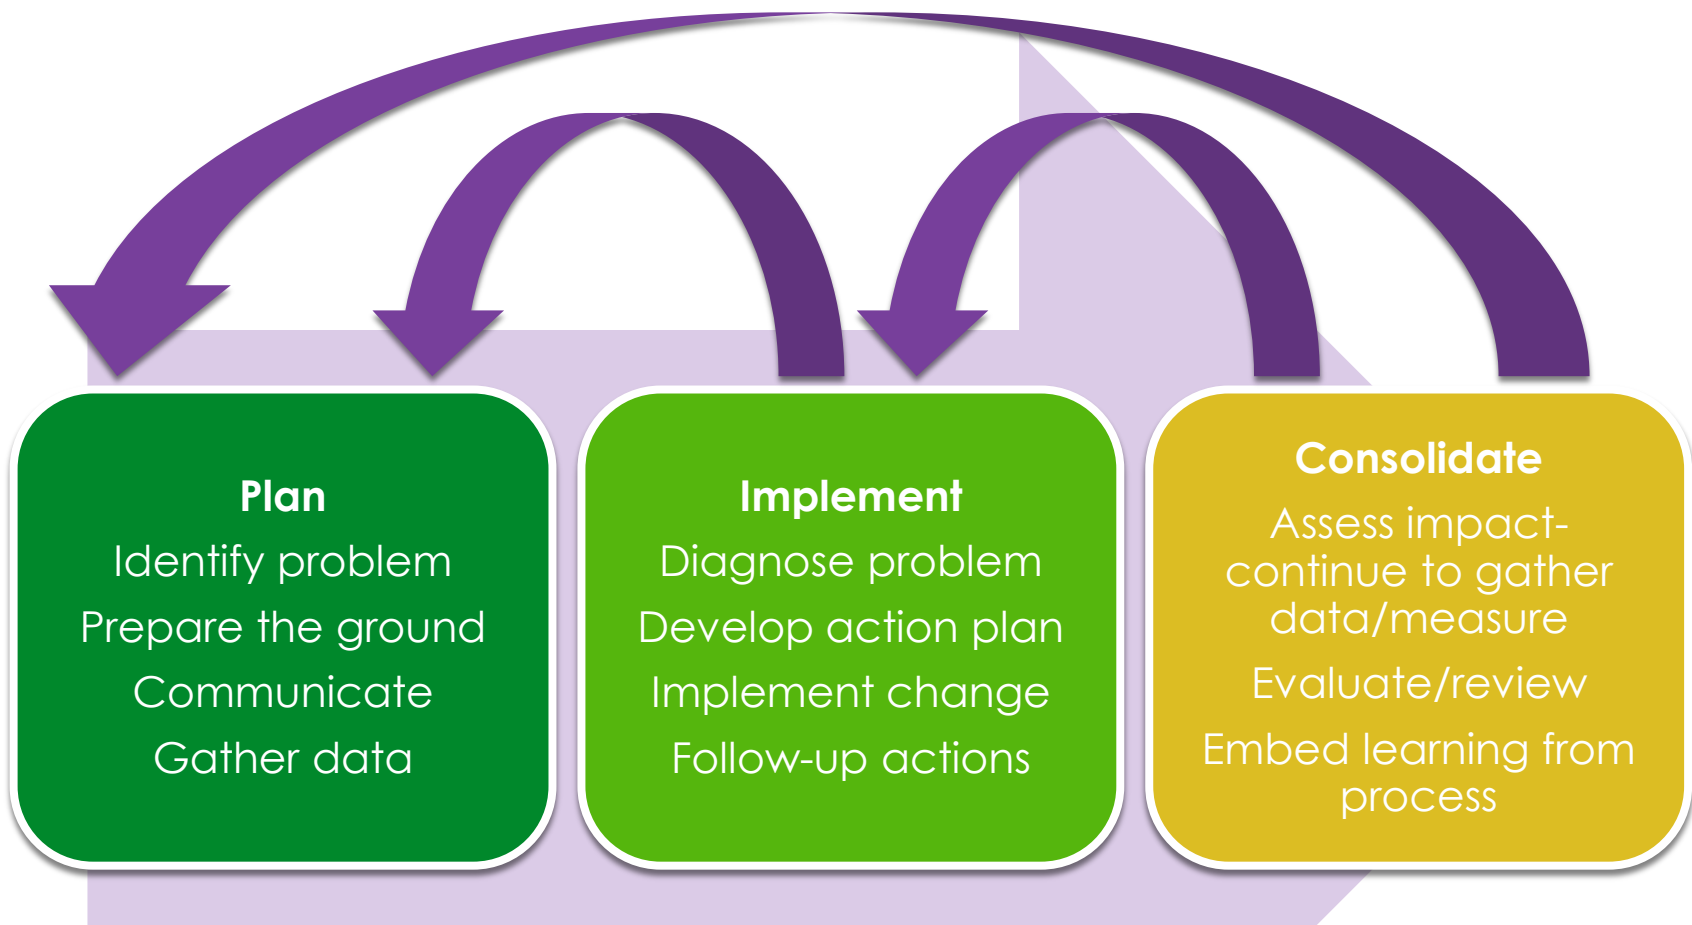 Plan
Identify problem
Prepare the ground
Communicate
Gather data
Implement
Diagnose problem
Develop action plan
Implement change
Follow-up actions
Consolidate
Assess impact-
continue to gather
data/measure
Evaluate/review
Embed learning from
process